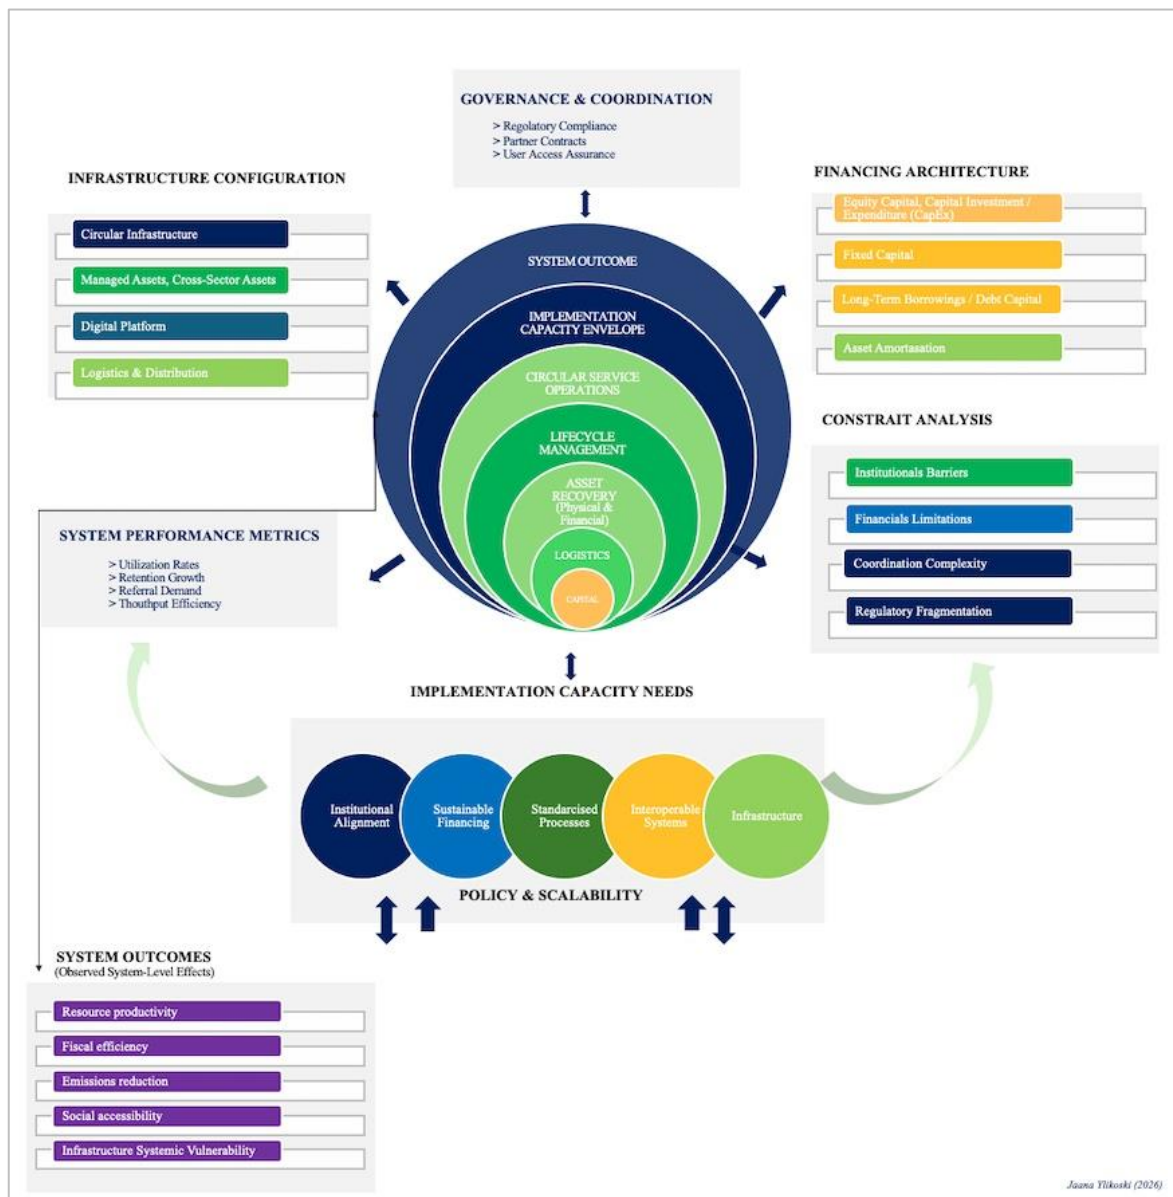 GOVERNANCE & COORDINATION
> Regolatory Compliance
> Partner Contracts
> User Access Assurance
INFRASTRUCTURE CONFIGURATION
Circular Infrastructure
Managed Assets, Cross-Sector Assets
Digital Platform
Logistics & Distribution
FINANCING ARCHITECTURE
Equity Capital, Capital Investment /
Expenditure (CapEx)
Fixed Capital
Long-Term Borrowings / Debt Capital
Asset Amortasation
SYSTEM OUTCOME
IMPLEMENTATION
CAPACITY ENVELOPE
CIRCULAR SERVICE
OPERATIONS
LIFECYCLE
MANAGEMENT
ASSET
RECOVERY
(Physical &
Financial)
LOGISTICS
CAPITAL
CONSTRAIT ANALYSIS
Institutionals Barriers
Financials Limitations
Coordination Complexity
Regulatory Fragmentation
SYSTEM PERFORMANCE METRICS
> Utilization Rates
> Retention Growth
> Referral Demand
> Thouthput Efficiency
IMPLEMENTATION CAPACITY NEEDS
Institutional
Alignment
Sustainable
Financing
Standarcised
Processes
Interoperable
Systems
Infrastructure
POLICY & SCALABILITY
SYSTEM OUTCOMES
(Observed System-Level Effects)
Resource productivity
Fiscal efficiency
Emissions reduction
Social accessibility
Infrastructure Systemic Vulnerability
Jaana Ylikoski (2026)